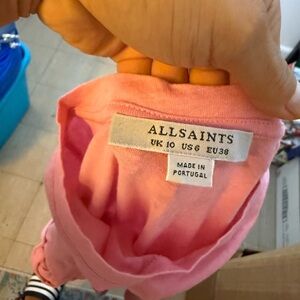 ALLSAINTS
UK 10 US 6 EU 38
MADE IN
PORTUGAL